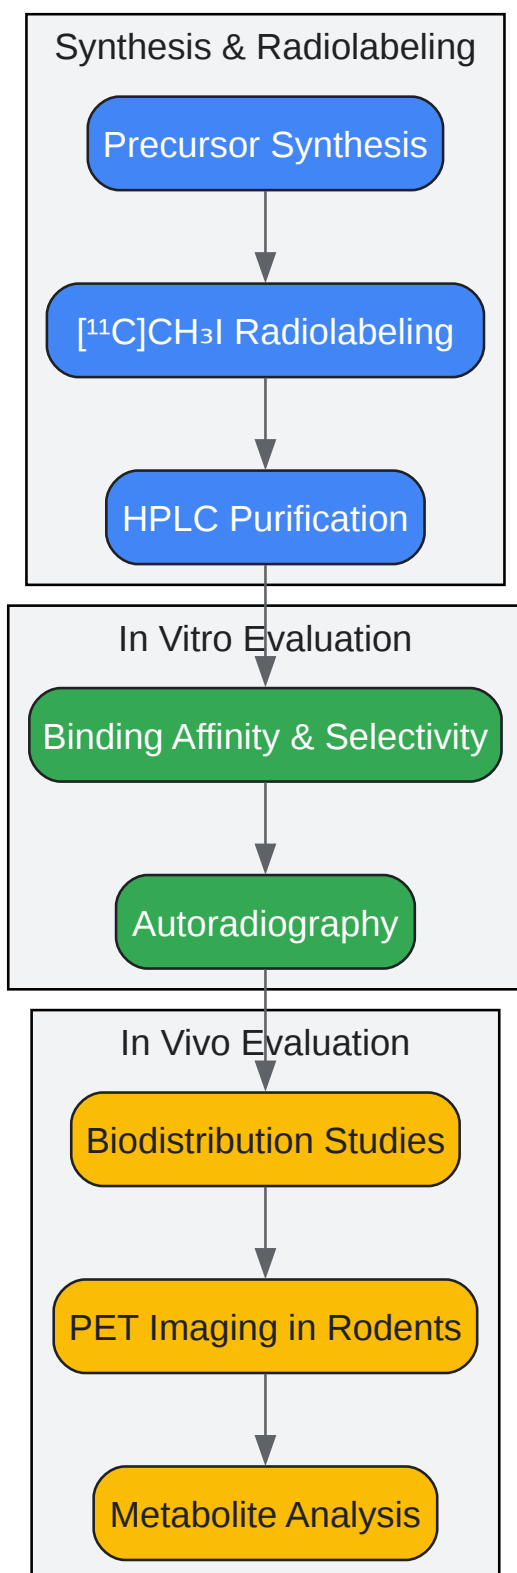 Synthesis & Radiolabeling
Precursor Synthesis
[¹¹C]CH₃I Radiolabeling
HPLC Purification
In Vitro Evaluation
Binding Affinity & Selectivity
Autoradiography
In Vivo Evaluation
Biodistribution Studies
PET Imaging in Rodents
Metabolite Analysis